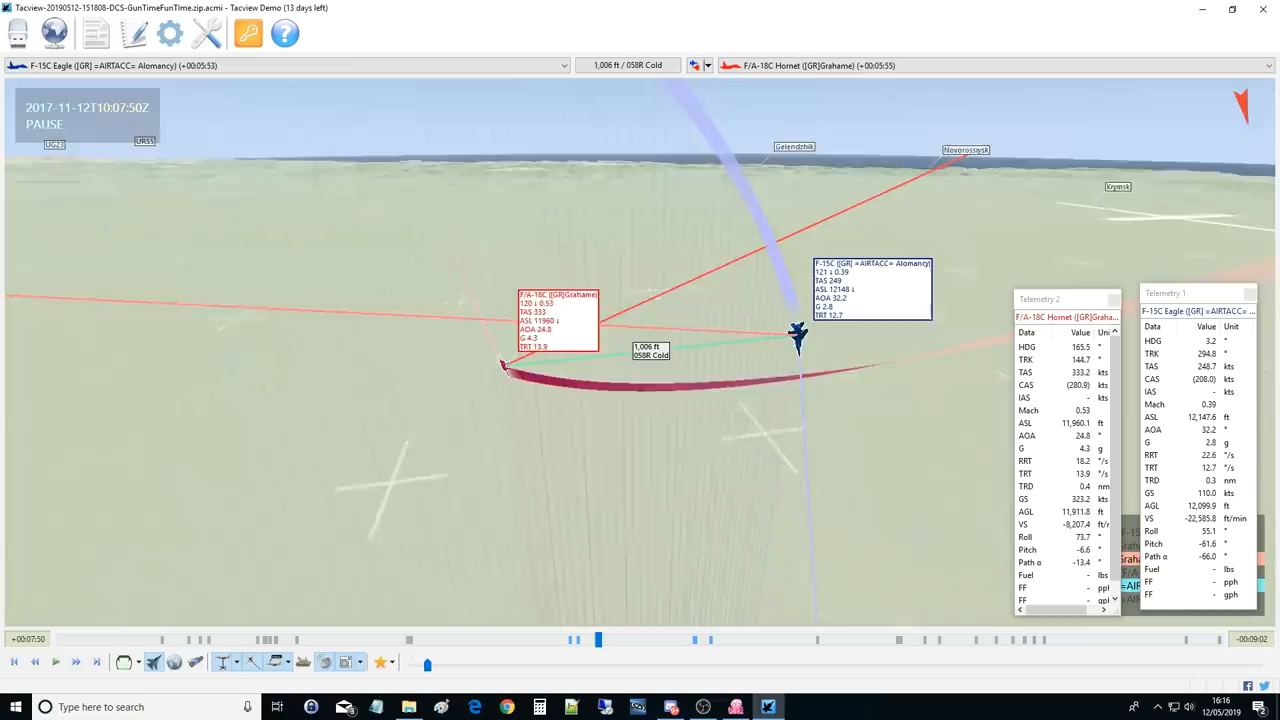 Tacview-20190512-151808-DCS-GunTimeFunTIme.zip.acmi - Tacview Demo (13 days left)
F-15C Eagle ([GR] =AIRTACC= Alomancy) (+00:05:53)
1,006 ft / 058R Cold
F/A-18C Hornet ([GR]Grahame) (+00:05:55)
2017-11-12T10:07:50Z
PAUSE
UG23
URS5
Gelendzhik
Novorossiysk
Krymsk
F-15C ([GR] =AIRTACC= Alomancy)
121 ↓ 0.39
TAS 249
ASL 12148 ↓
AOA 32.2
G 2.8
TRT 12.7
F/A-18C ([GR]Grahame)
120 ↓ 0.53
TAS 333
ASL 11960 ↓
AOA 24.8
G 4.3
TRT 13.9
1,006 ft
058R Cold
Telemetry 2
F/A-18C Hornet ([GR]Graha...
Data Value Uni
HDG 165.5 °
TRK 144.7 °
TAS 333.2 kts
CAS (280.9) kts
IAS - kts
Mach 0.53
ASL 11,960.1 ft
AOA 24.8 °
G 4.3 g
RRT 18.2 °/s
TRT 13.9 °/s
TRD 0.4 nm
GS 323.2 kts
AGL 11,911.8 ft
VS -8,207.4 ft/r
Roll 73.7 °
Pitch -6.6 °
Path α -13.4 °
Fuel - lbs
FF - pph
FF - gph
Telemetry 1
F-15C Eagle ([GR] =AIRTACC= ...
Data Value Unit
HDG 3.2 °
TRK 294.8 °
TAS 248.7 kts
CAS (208.0) kts
IAS - kts
Mach 0.39
ASL 12,147.6 ft
AOA 32.2 °
G 2.8 g
RRT 22.6 °/s
TRT 12.7 °/s
TRD 0.3 nm
GS 110.0 kts
AGL 12,099.9 ft
VS -22,585.8 ft/min
Roll 55.1 °
Pitch -61.6 °
Path α -66.0 °
Fuel - lbs
FF - pph
FF - gph
+00:07:50
-00:09:02
Type here to search
16:16
12/05/2019